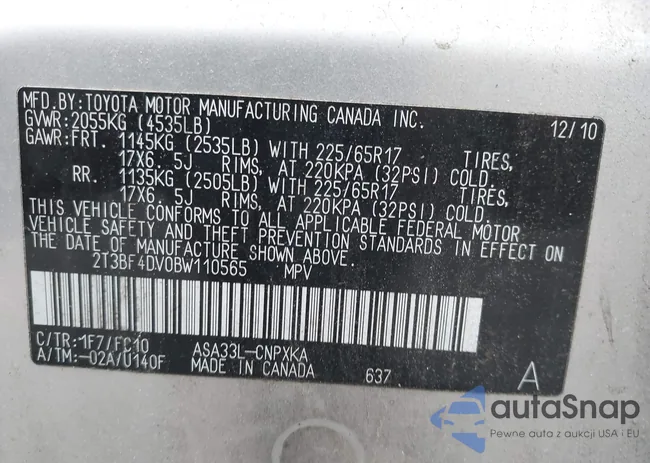 MFD.BY:TOYOTA MOTOR MANUFACTURING CANADA INC.
GVWR:2055KG (4535LB) 12/10
GAWR:FRT. 1145KG (2535LB) WITH 225/65R17 TIRES,
17X6.5J RIMS, AT 220KPA (32PSI) COLD.
RR. 1135KG (2505LB) WITH 225/65R17 TIRES,
17X6.5J RIMS, AT 220KPA (32PSI) COLD.
THIS VEHICLE CONFORMS TO ALL APPLICABLE FEDERAL MOTOR
VEHICLE SAFETY AND THEFT PREVENTION STANDARDS IN EFFECT ON
THE DATE OF MANUFACTURE SHOWN ABOVE.
2T3BF4DV0BW110565 MPV
C/TR:1F7/FC10 ASA33L-CNPXKA
A/TM:-02A/U140F MADE IN CANADA 637 A
autaSnap
Pewne auta z aukcji USA i EU